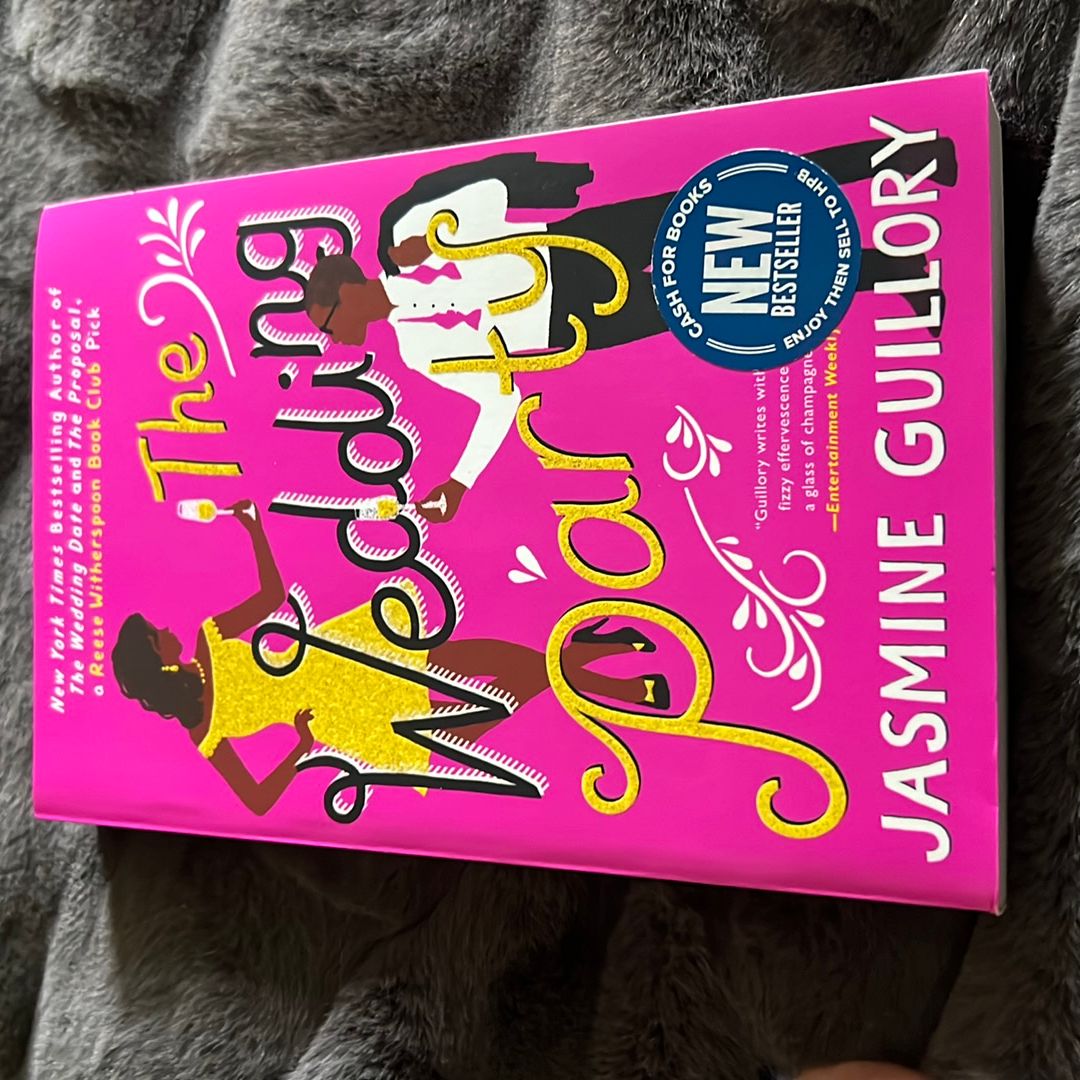 New York Times Bestselling Author of
The Wedding Date and The Proposal,
a Reese Witherspoon Book Club Pick
The
Wedding
Party
CASH FOR BOOKS
NEW
BESTSELLER
ENJOY THEN SELL TO HPB
"Guillory writes with
fizzy effervescence
a glass of champagne
—Entertainment Weekly
JASMINE GUILLORY